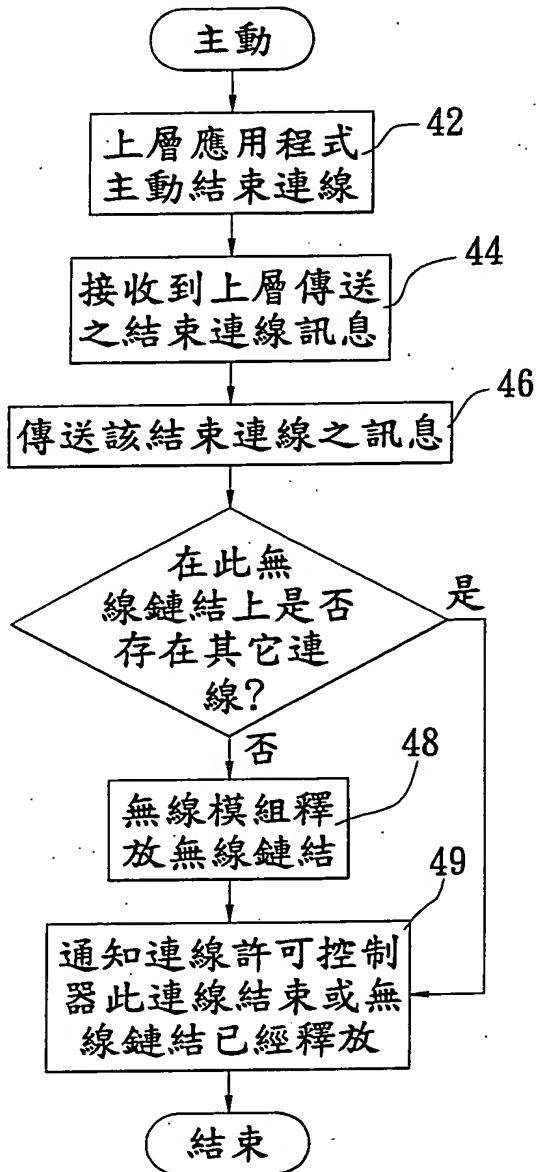 主動
上層應用程式
主動結束連線
42
接收到上層傳送
之結束連線訊息
44
傳送該結束連線之訊息
46
在此無
線鏈結上是否
存在其它連
線?
是
否
無線模組釋
放無線鏈結
48
通知連線許可控制
器此連線結束或無
線鏈結已經釋放
49
結束